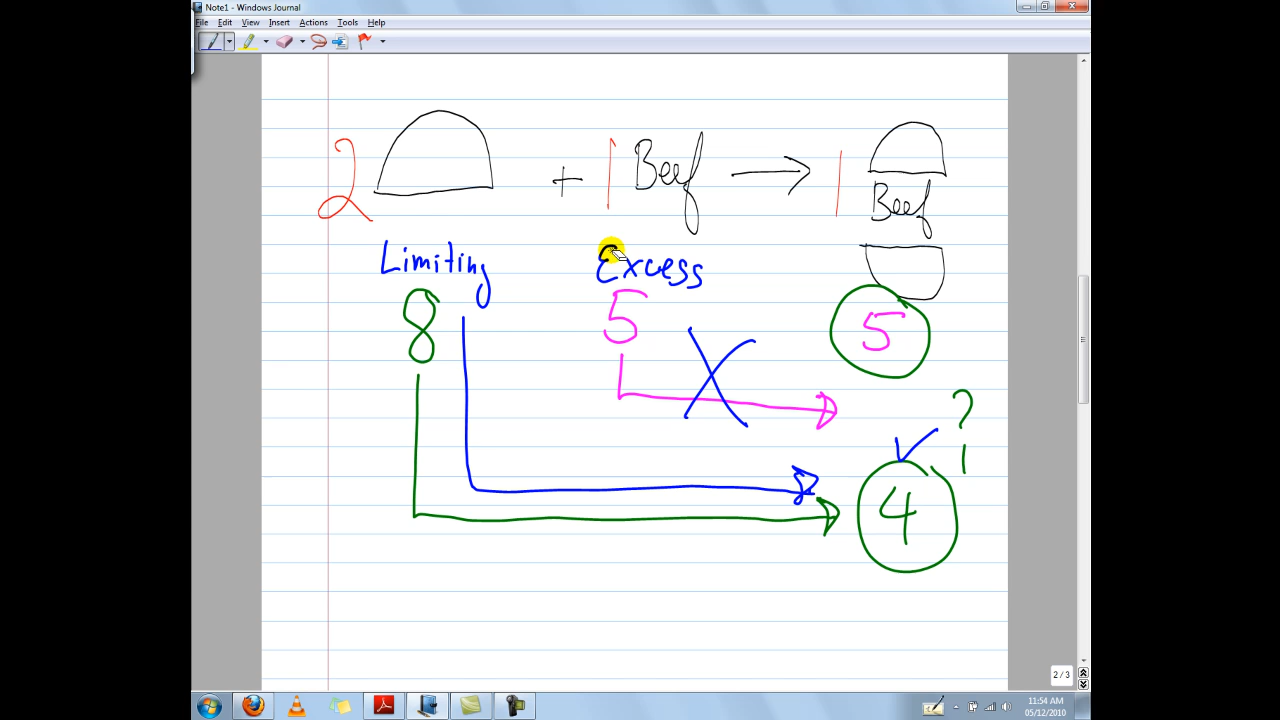 Note1 - Windows Journal
File Edit View Insert Actions Tools Help
2 + 1 Beef → 1 Beef
Limiting Excess
8 5 5
?
4
2 / 3
11:54 AM
05/12/2010